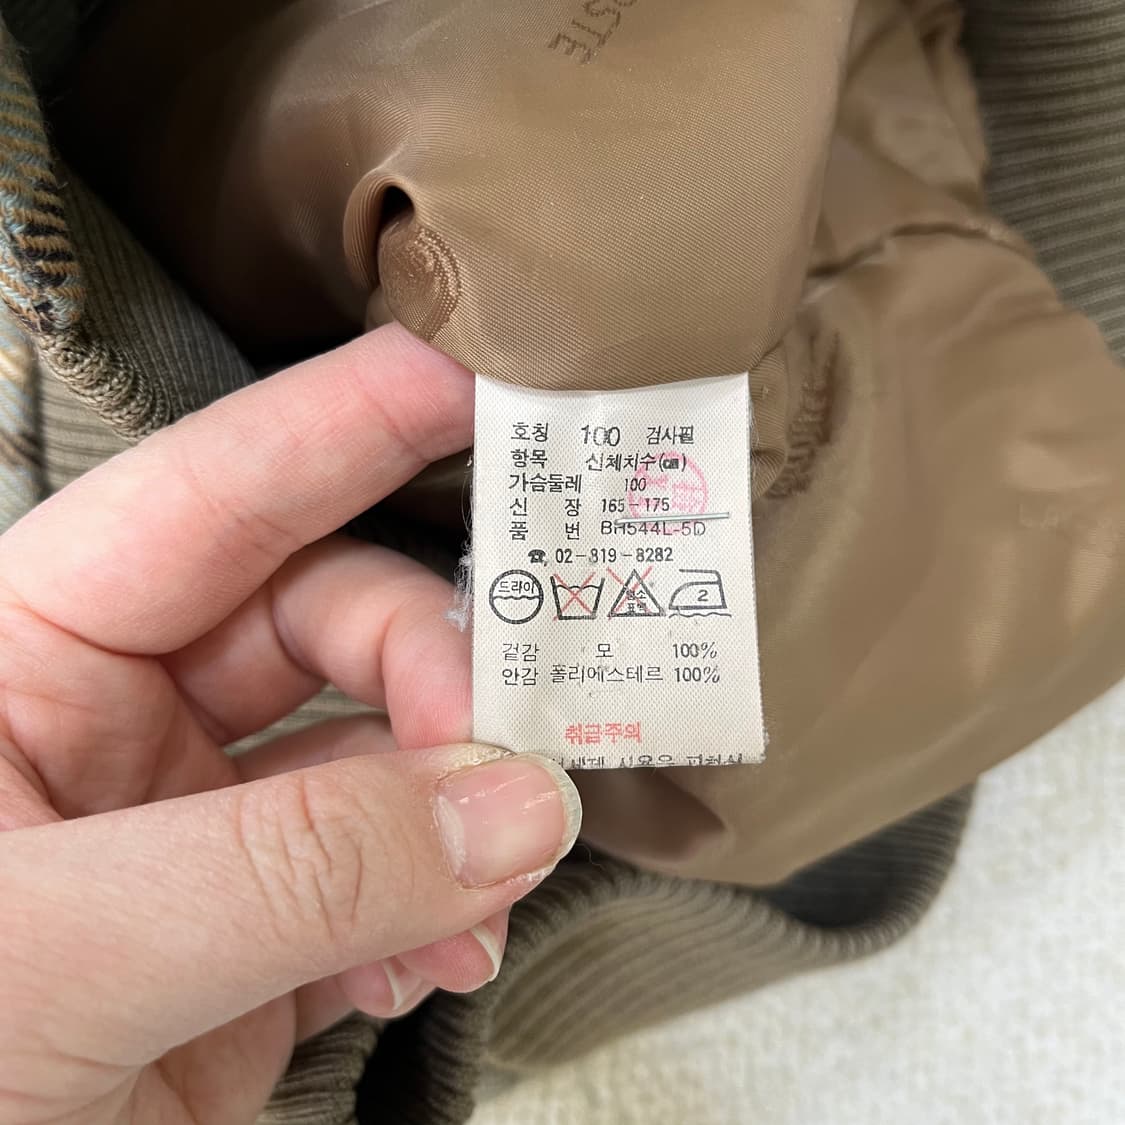 호칭 100 검사필
항목 신체치수(㎝)
가슴둘레 100
신 장 165-175
품 번 BH544L-5D
☎ 02-819-8282
드라이 염소 표백 2
겉감 모 100%
안감 폴리에스테르 100%
취급주의